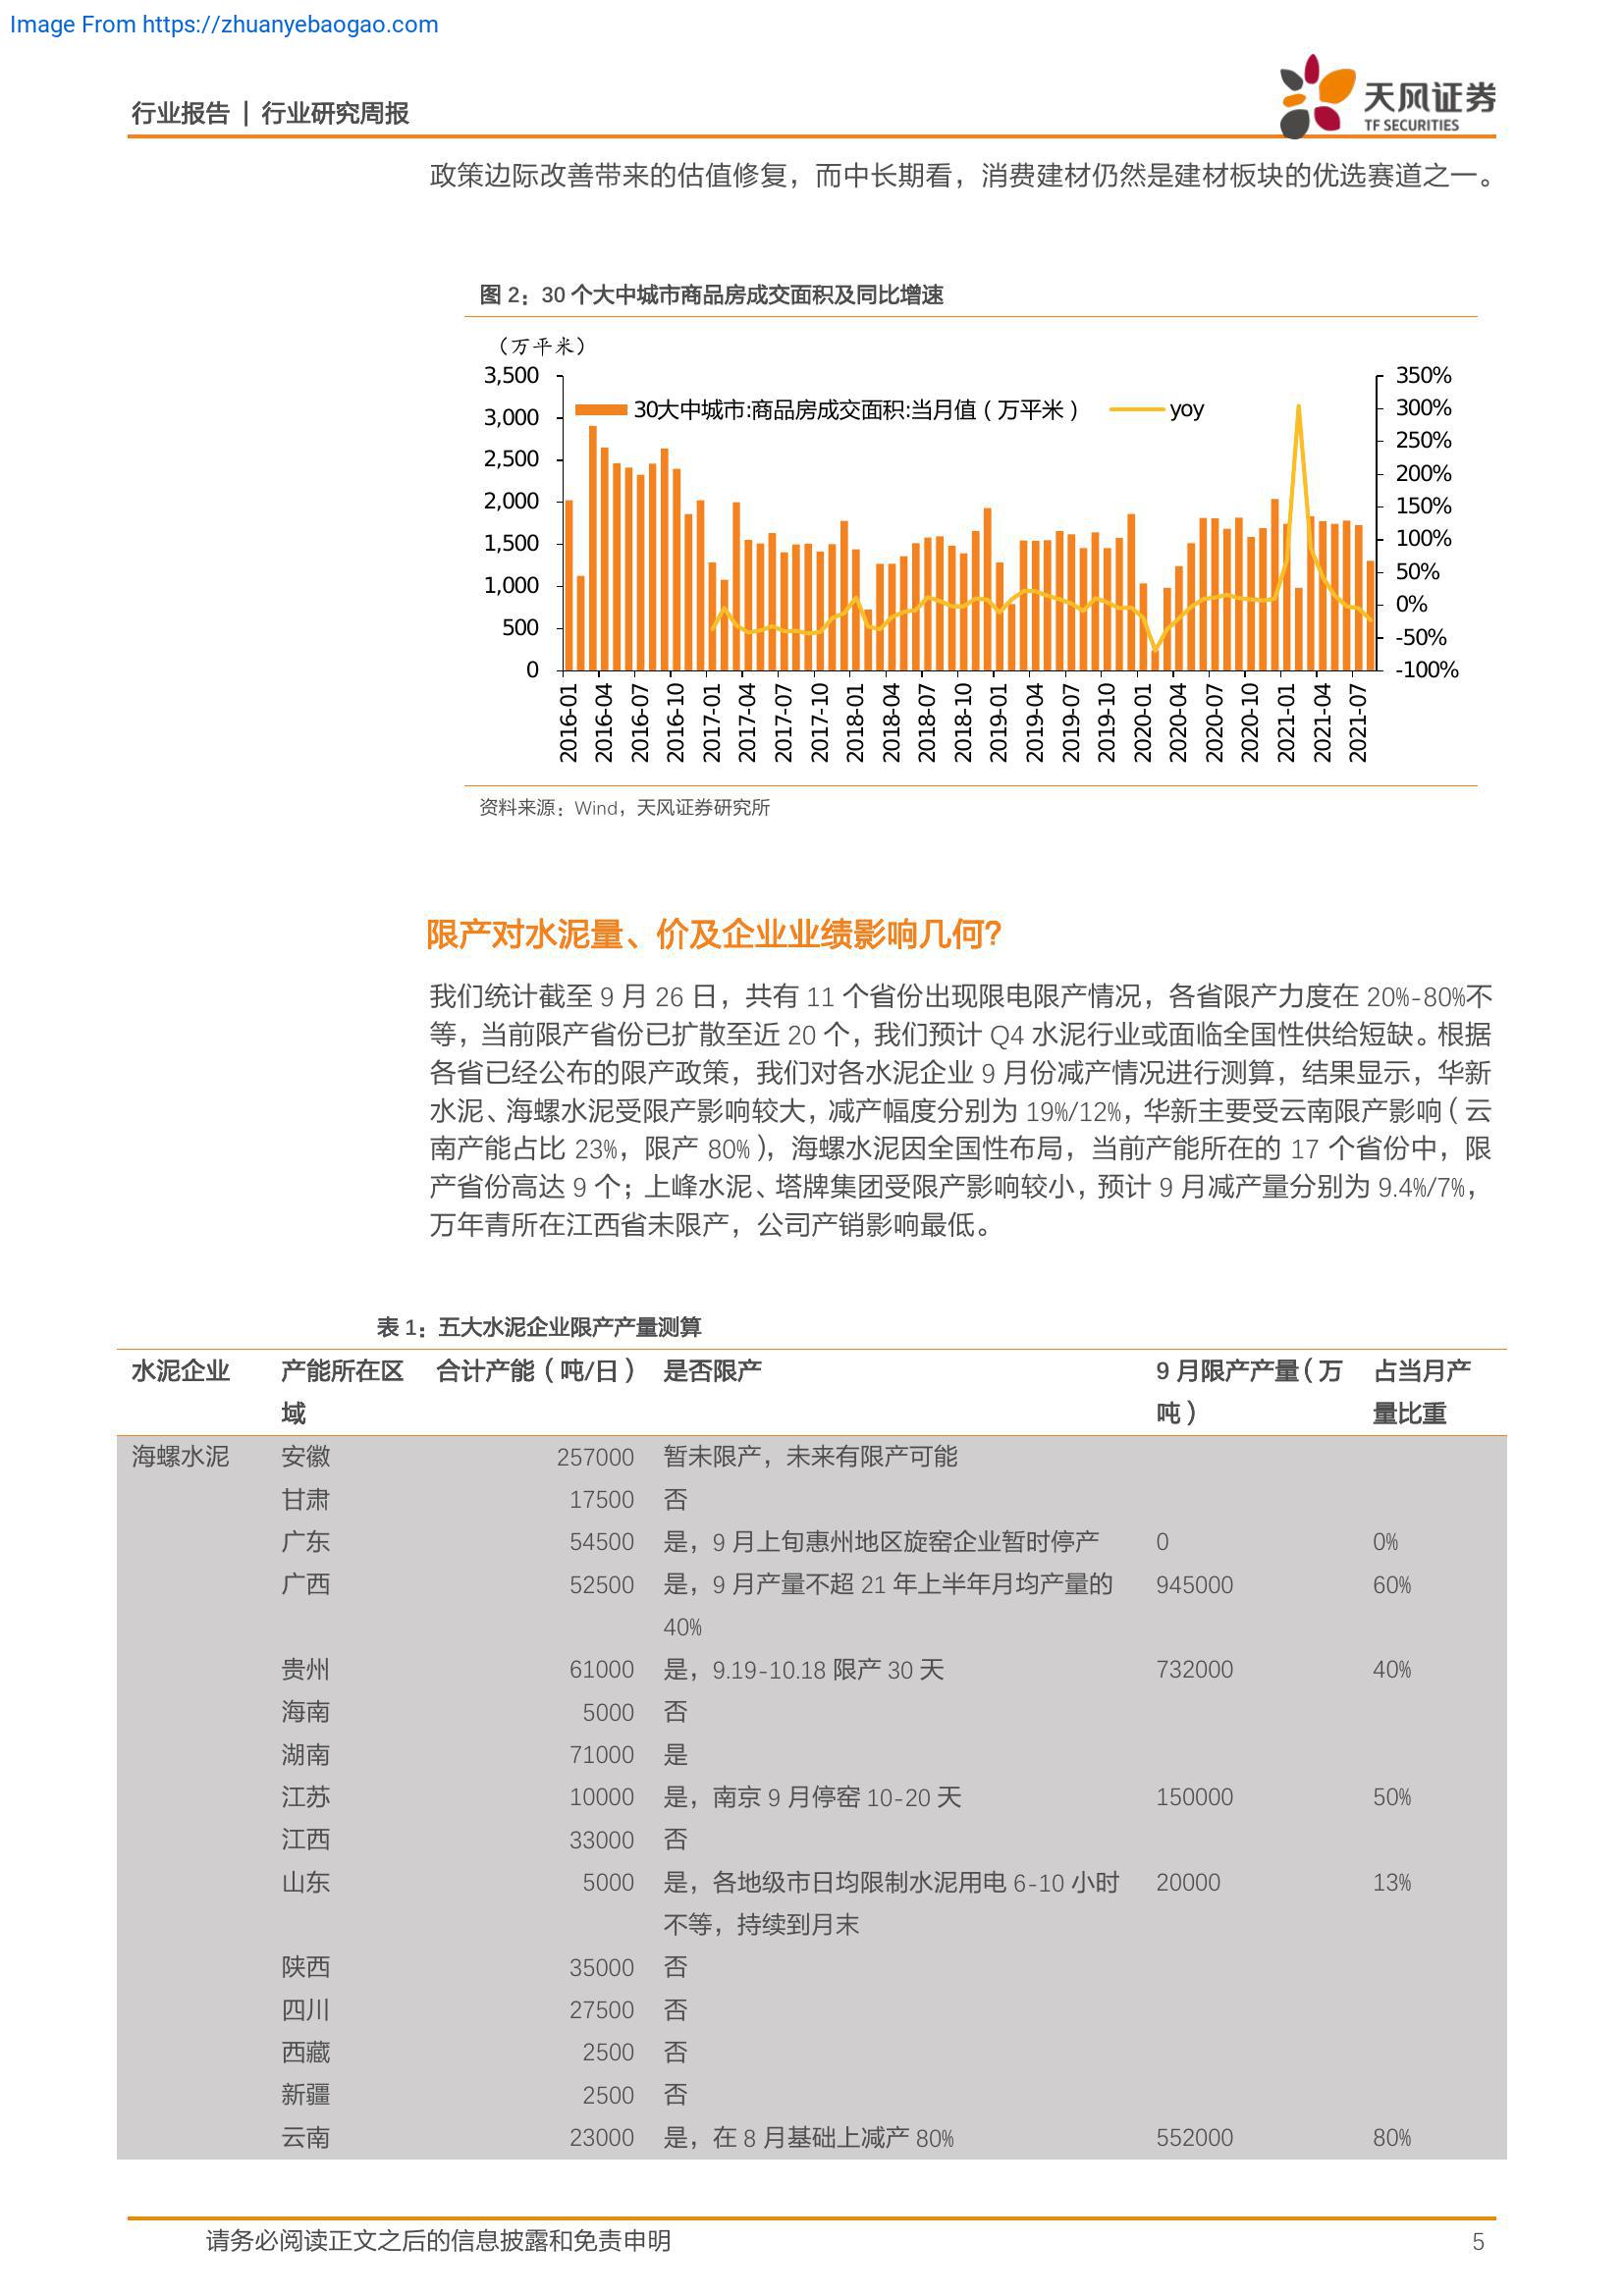 Image From https://zhuanyebaogao.com
行业报告 | 行业研究周报
天风证券
TF SECURITIES
政策边际改善带来的估值修复，而中长期看，消费建材仍然是建材板块的优选赛道之一。
图 2：30 个大中城市商品房成交面积及同比增速
（万平米）
30大中城市:商品房成交面积:当月值（万平米） yoy
3,500
3,000
2,500
2,000
1,500
1,000
500
0
350%
300%
250%
200%
150%
100%
50%
0%
-50%
-100%
2016-01
2016-04
2016-07
2016-10
2017-01
2017-04
2017-07
2017-10
2018-01
2018-04
2018-07
2018-10
2019-01
2019-04
2019-07
2019-10
2020-01
2020-04
2020-07
2020-10
2021-01
2021-04
2021-07
资料来源：Wind，天风证券研究所
限产对水泥量、价及企业业绩影响几何？
我们统计截至 9 月 26 日，共有 11 个省份出现限电限产情况，各省限产力度在 20%-80%不
等，当前限产省份已扩散至近 20 个，我们预计 Q4 水泥行业或面临全国性供给短缺。根据
各省已经公布的限产政策，我们对各水泥企业 9 月份减产情况进行测算，结果显示，华新
水泥、海螺水泥受限产影响较大，减产幅度分别为 19%/12%，华新主要受云南限产影响（云
南产能占比 23%，限产 80%），海螺水泥因全国性布局，当前产能所在的 17 个省份中，限
产省份高达 9 个；上峰水泥、塔牌集团受限产影响较小，预计 9 月减产量分别为 9.4%/7%，
万年青所在江西省未限产，公司产销影响最低。
表 1：五大水泥企业限产产量测算
水泥企业 产能所在区 合计产能（吨/日） 是否限产 9 月限产产量（万 占当月产
域 吨） 量比重
海螺水泥 安徽 257000 暂未限产，未来有限产可能
甘肃 17500 否
广东 54500 是，9 月上旬惠州地区旋窑企业暂时停产 0 0%
广西 52500 是，9 月产量不超 21 年上半年月均产量的 945000 60%
40%
贵州 61000 是，9.19-10.18 限产 30 天 732000 40%
海南 5000 否
湖南 71000 是
江苏 10000 是，南京 9 月停窑 10-20 天 150000 50%
江西 33000 否
山东 5000 是，各地级市日均限制水泥用电 6-10 小时 20000 13%
不等，持续到月末
陕西 35000 否
四川 27500 否
西藏 2500 否
新疆 2500 否
云南 23000 是，在 8 月基础上减产 80% 552000 80%
请务必阅读正文之后的信息披露和免责申明 5